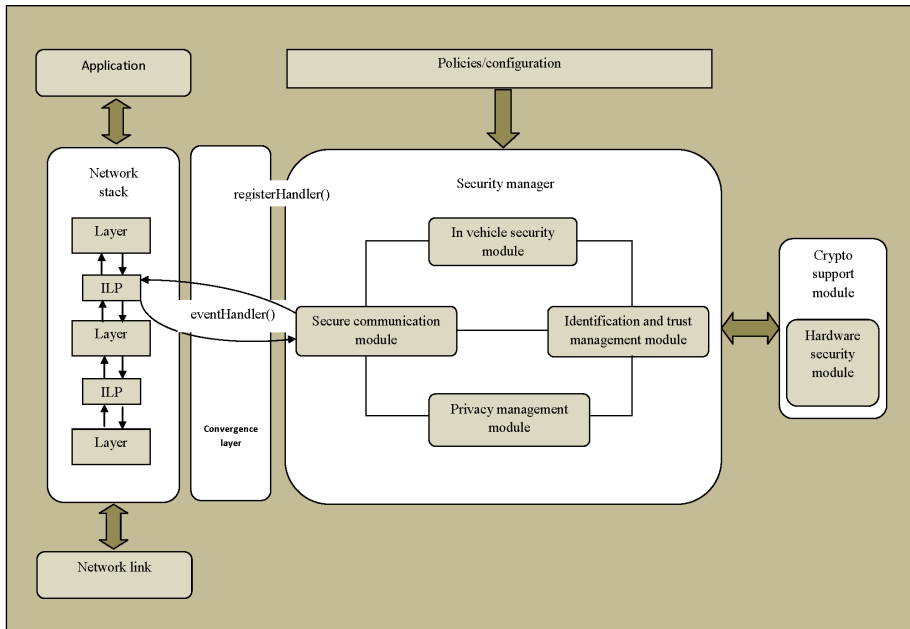 Application
Policies/configuration
Network
stack
Layer
ILP
Layer
ILP
Layer
registerHandler()
eventHandler()
Convergence
layer
Security manager
In vehicle security
module
Secure communication
module
Identification and trust
management module
Privacy management
module
Crypto
support
module
Hardware
security
module
Network link